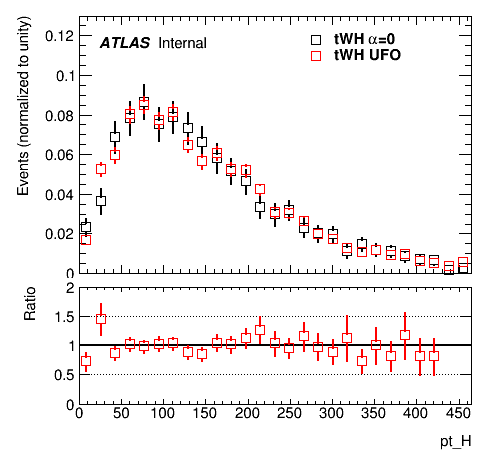 ATLAS Internal
tWH α=0
tWH UFO
Events (normalized to unity)
0.12
0.1
0.08
0.06
0.04
0.02
0
Ratio
2
1.5
1
0.5
0
0 50 100 150 200 250 300 350 400 450
pt_H